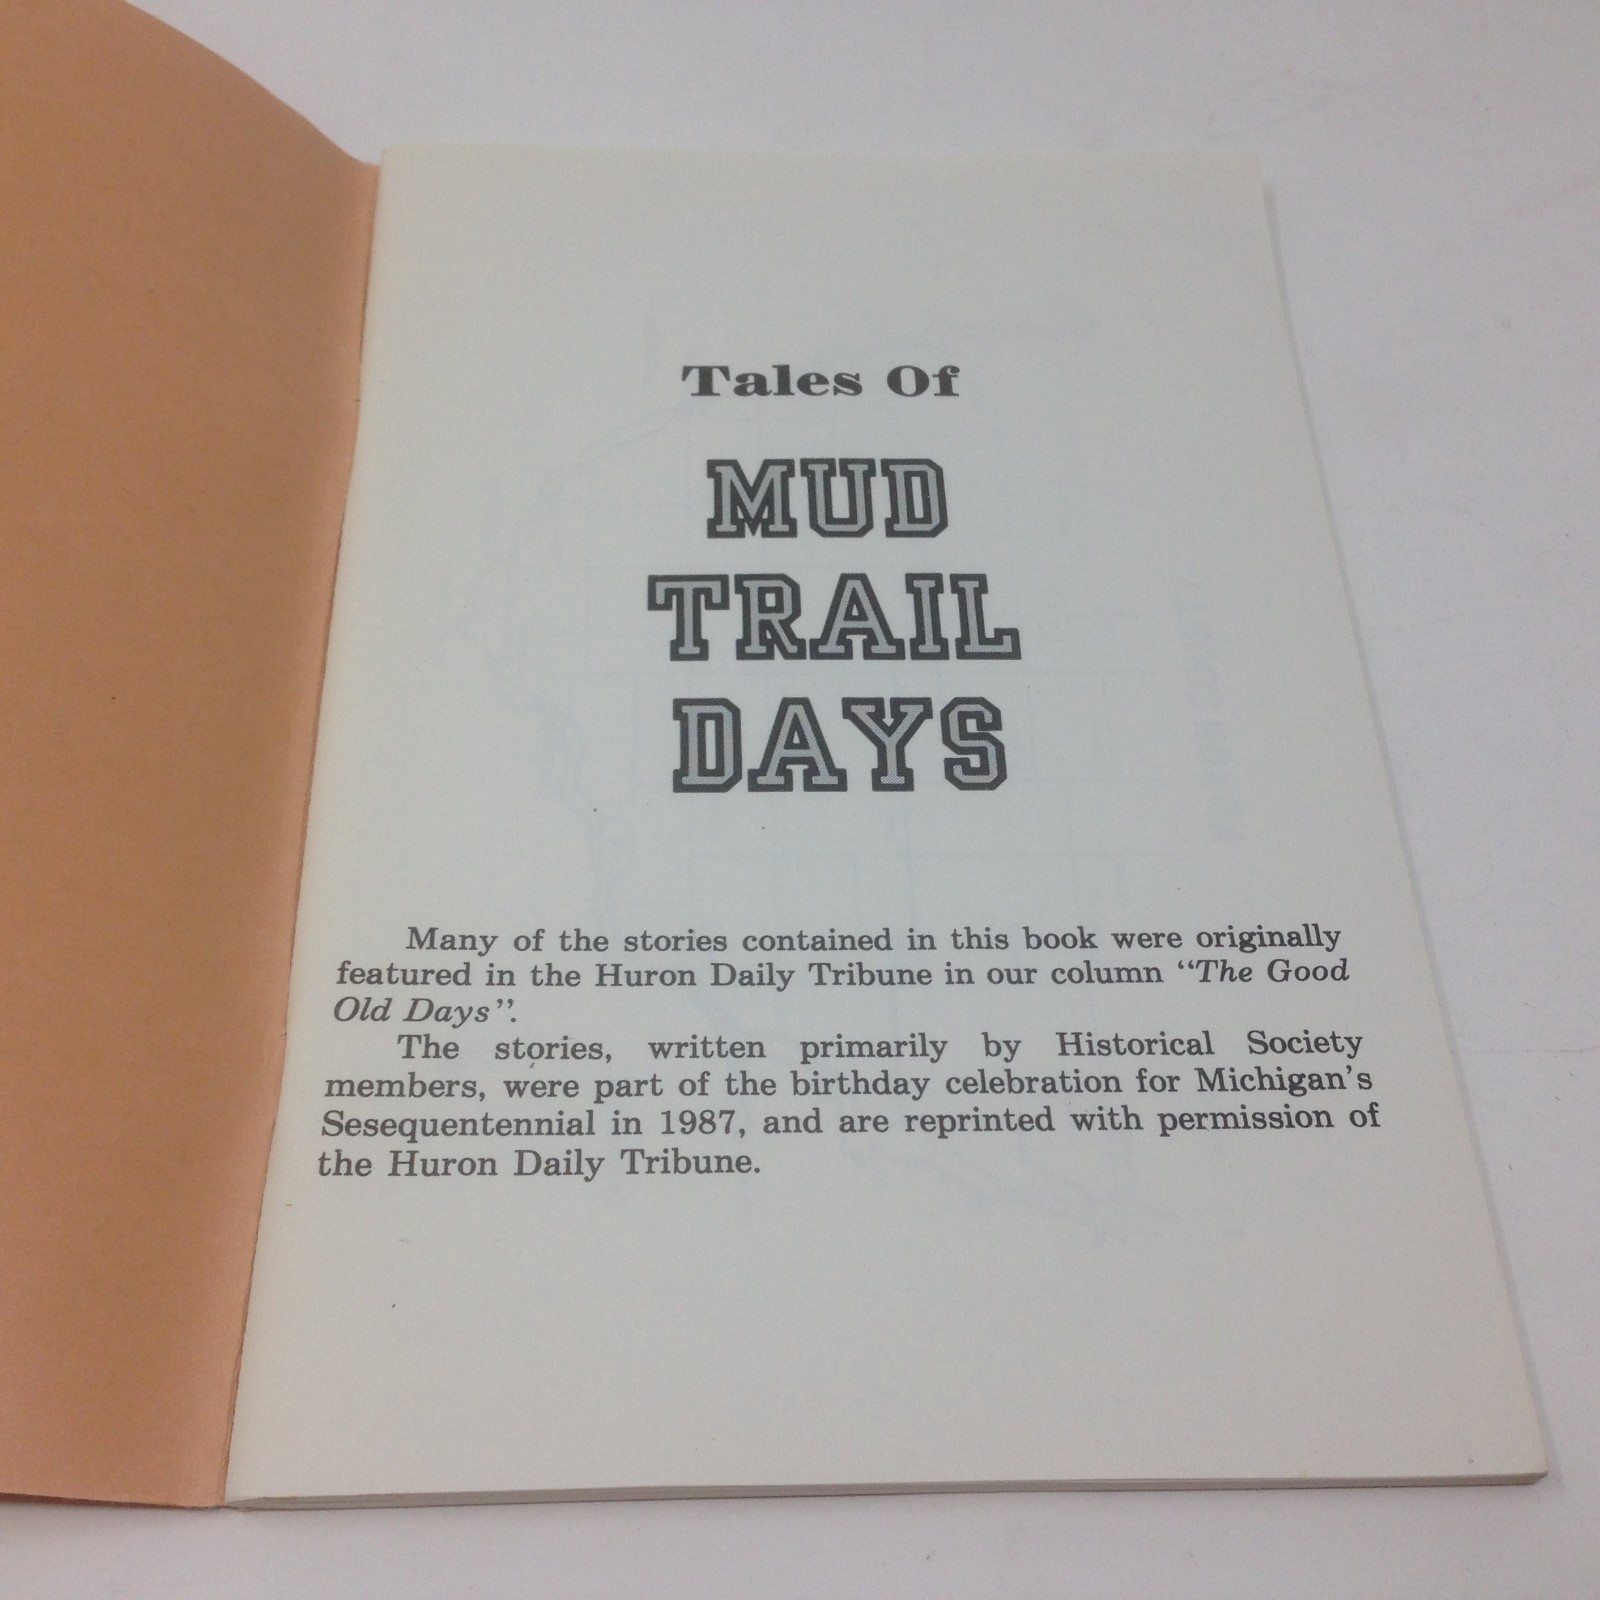 Tales Of
MUD
TRAIL
DAYS
Many of the stories contained in this book were originally
featured in the Huron Daily Tribune in our column “The Good
Old Days”.
The stories, written primarily by Historical Society
members, were part of the birthday celebration for Michigan's
Sesequentennial in 1987, and are reprinted with permission of
the Huron Daily Tribune.